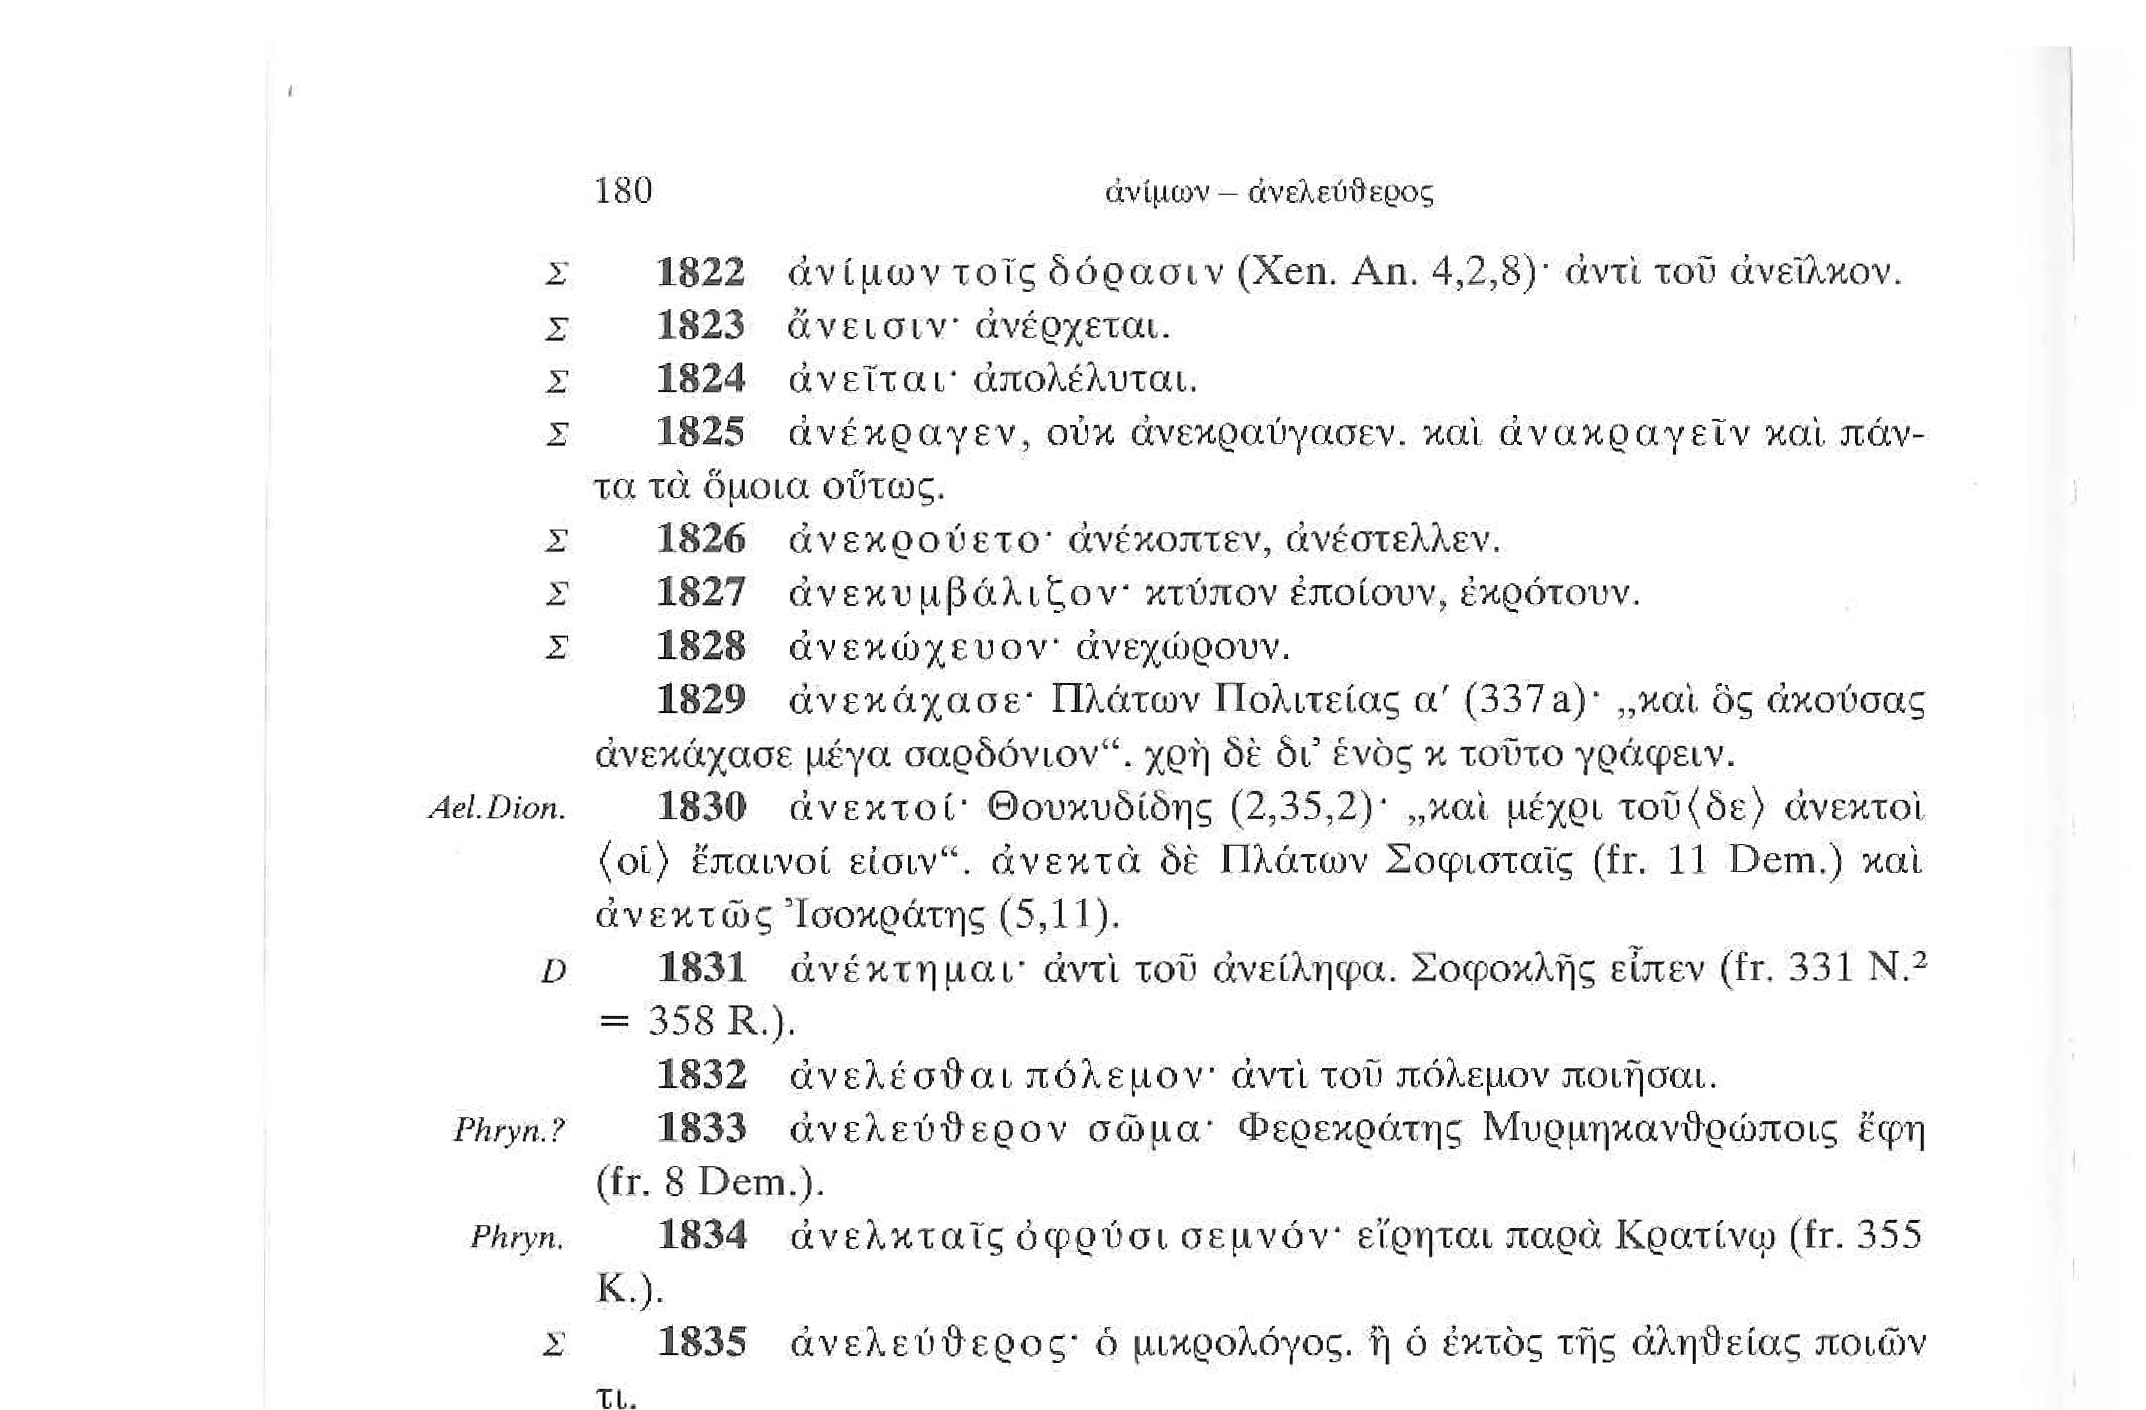 180 ἀνίμων – ἀνελεύθερος
Σ 1822 ἀνίμων τοῖς δόρασιν (Xen. An. 4,2,8)· ἀντὶ τοῦ ἀνεῖλκον.
Σ 1823 ἄνεισιν· ἀνέρχεται.
Σ 1824 ἀνεῖται· ἀπολέλυται.
Σ 1825 ἀνέκραγεν, οὐκ ἀνεκραύγασεν. καὶ ἀνακραγεῖν καὶ πάν-
τα τὰ ὅμοια οὕτως.
Σ 1826 ἀνεκρούετο· ἀνέκοπτεν, ἀνέστελλεν.
Σ 1827 ἀνεκυμβάλιζον· κτύπον ἐποίουν, ἐκρότουν.
Σ 1828 ἀνεκώχευον· ἀνεχώρουν.
1829 ἀνεκάχασε· Πλάτων Πολιτείας α′ (337 a)· „καὶ ὃς ἀκούσας
ἀνεκάχασε μέγα σαρδόνιον“. χρὴ δὲ δι’ ἑνὸς κ τοῦτο γράφειν.
Ael. Dion. 1830 ἀνεκτοί· Θουκυδίδης (2,35,2)· „καὶ μέχρι τοῦ⟨δε⟩ ἀνεκτοὶ
⟨οἱ⟩ ἔπαινοί εἰσιν“. ἀνεκτὰ δὲ Πλάτων Σοφισταῖς (fr. 11 Dem.) καὶ
ἀνεκτῶς Ἰσοκράτης (5,11).
D 1831 ἀνέκτημαι· ἀντὶ τοῦ ἀνείληφα. Σοφοκλῆς εἶπεν (fr. 331 N.²
= 358 R.).
1832 ἀνελέσθαι πόλεμον· ἀντὶ τοῦ πόλεμον ποιῆσαι.
Phryn.? 1833 ἀνελεύθερον σῶμα· Φερεκράτης Μυρμηκανθρώποις ἔφη
(fr. 8 Dem.).
Phryn. 1834 ἀνελκταῖς ὀφρύσι σεμνόν· εἴρηται παρὰ Κρατίνῳ (fr. 355
K.).
Σ 1835 ἀνελεύθερος· ὁ μικρολόγος. ἢ ὁ ἐκτὸς τῆς ἀληθείας ποιῶν
τι.